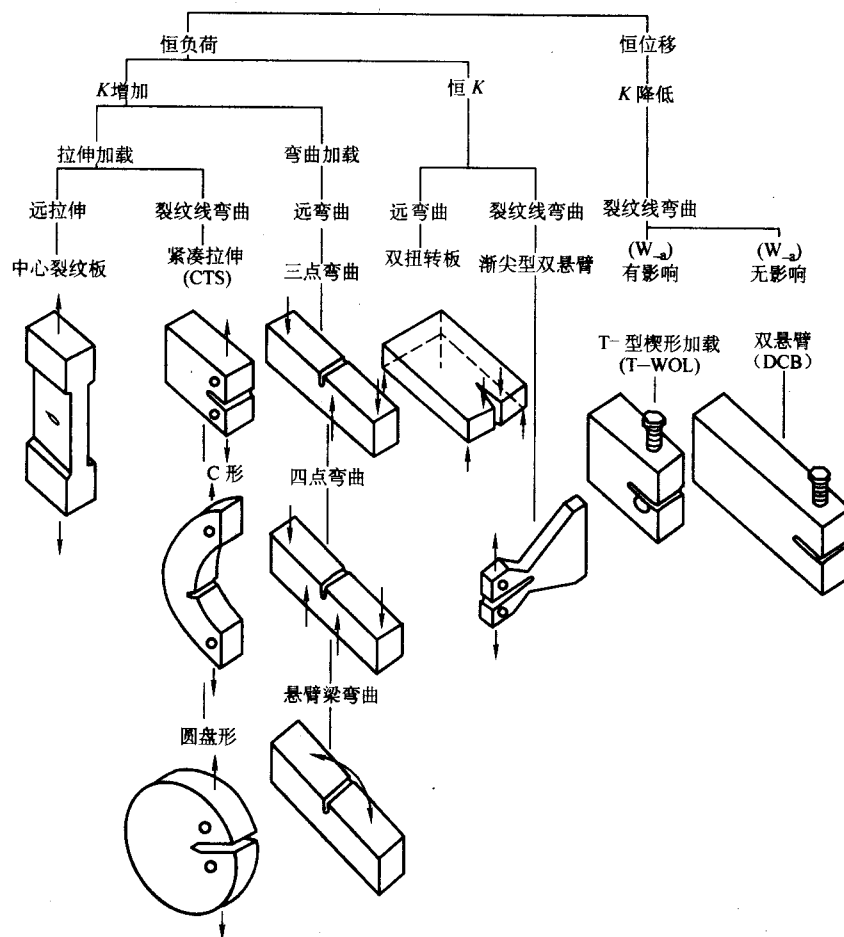 恒负荷
恒位移
K增加
恒 K
K 降低
拉伸加载
弯曲加载
远拉伸
裂纹线弯曲
远弯曲
远弯曲
裂纹线弯曲
裂纹线弯曲
中心裂纹板
紧凑拉伸
(CTS)
三点弯曲
双扭转板
渐尖型双悬臂
(W-a)
有影响
(W-a)
无影响
T-型楔形加载
(T-WOL)
双悬臂
(DCB)
C 形
四点弯曲
悬臂梁弯曲
圆盘形